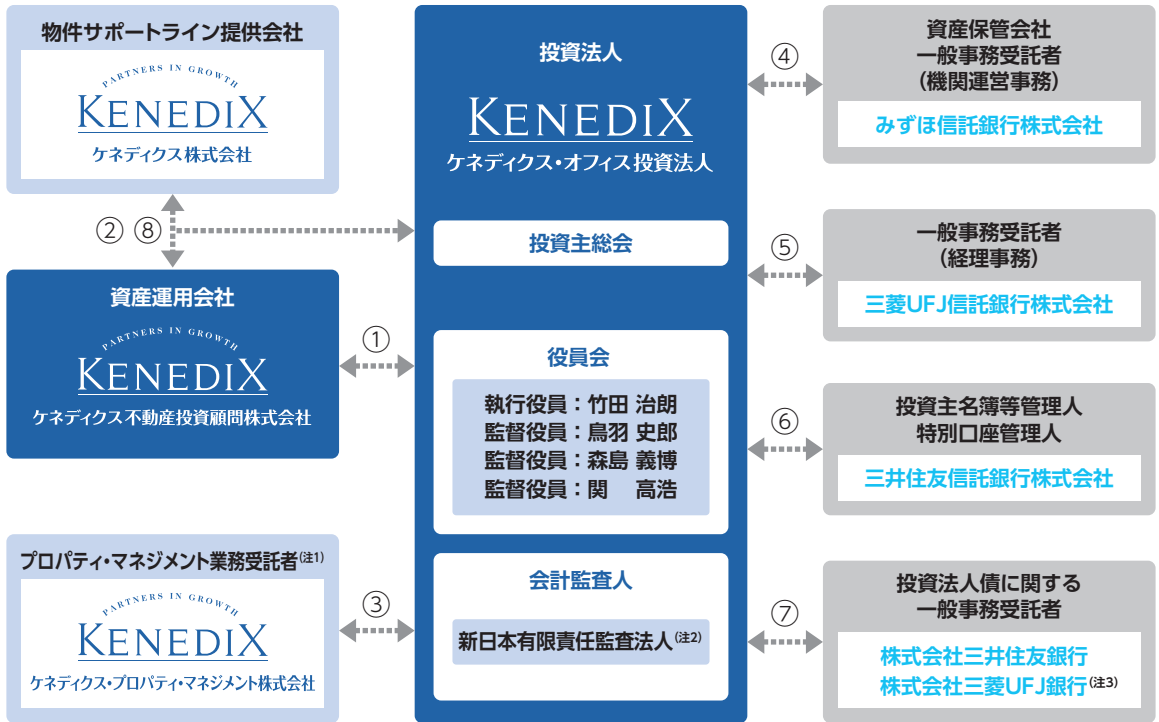 物件サポートライン提供会社
PARTNERS IN GROWTH
KENEDIX
ケネディクス株式会社
② ⑧
資産運用会社
PARTNERS IN GROWTH
KENEDIX
ケネディクス不動産投資顧問株式会社
①
プロパティ・マネジメント業務受託者(注1)
PARTNERS IN GROWTH
KENEDIX
ケネディクス・プロパティ・マネジメント株式会社
③
投資法人
KENEDIX
ケネディクス・オフィス投資法人
投資主総会
役員会
執行役員：竹田 治朗
監督役員：鳥羽 史郎
監督役員：森島 義博
監督役員：関　高浩
会計監査人
新日本有限責任監査法人(注2)
④
資産保管会社
一般事務受託者
(機関運営事務)
みずほ信託銀行株式会社
⑤
一般事務受託者
(経理事務)
三菱UFJ信託銀行株式会社
⑥
投資主名簿等管理人
特別口座管理人
三井住友信託銀行株式会社
⑦
投資法人債に関する
一般事務受託者
株式会社三井住友銀行
株式会社三菱UFJ銀行(注3)